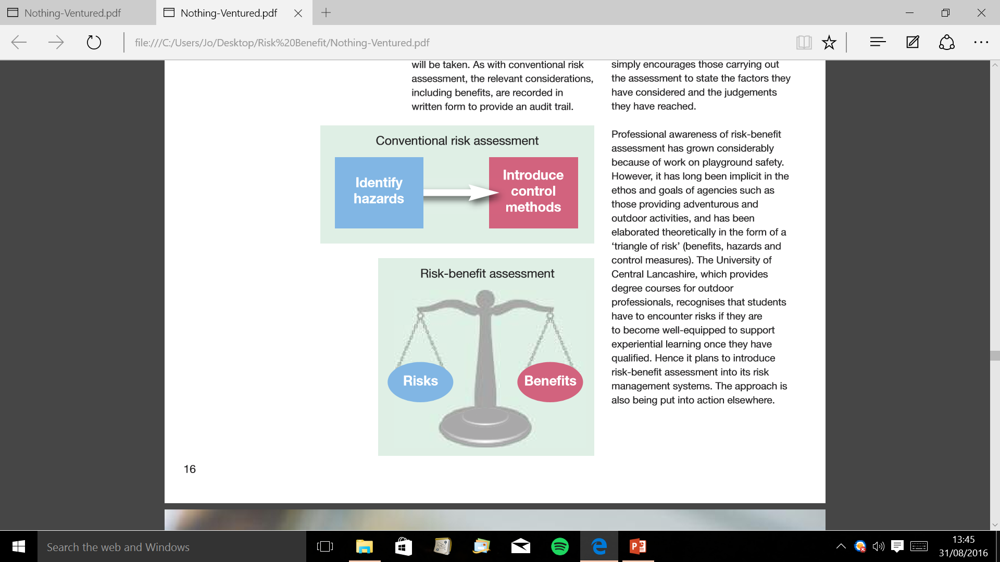 Nothing-Ventured.pdf
Nothing-Ventured.pdf
file:///C:/Users/Jo/Desktop/Risk%20Benefit/Nothing-Ventured.pdf
will be taken. As with conventional risk
assessment, the relevant considerations,
including benefits, are recorded in
written form to provide an audit trail.
Conventional risk assessment
Identify
hazards
Introduce
control
methods
Risk-benefit assessment
Risks
Benefits
simply encourages those carrying out
the assessment to state the factors they
have considered and the judgements
they have reached.
Professional awareness of risk-benefit
assessment has grown considerably
because of work on playground safety.
However, it has long been implicit in the
ethos and goals of agencies such as
those providing adventurous and
outdoor activities, and has been
elaborated theoretically in the form of a
‘triangle of risk’ (benefits, hazards and
control measures). The University of
Central Lancashire, which provides
degree courses for outdoor
professionals, recognises that students
have to encounter risks if they are
to become well-equipped to support
experiential learning once they have
qualified. Hence it plans to introduce
risk-benefit assessment into its risk
management systems. The approach is
also being put into action elsewhere.
16
Search the web and Windows
13:45
31/08/2016